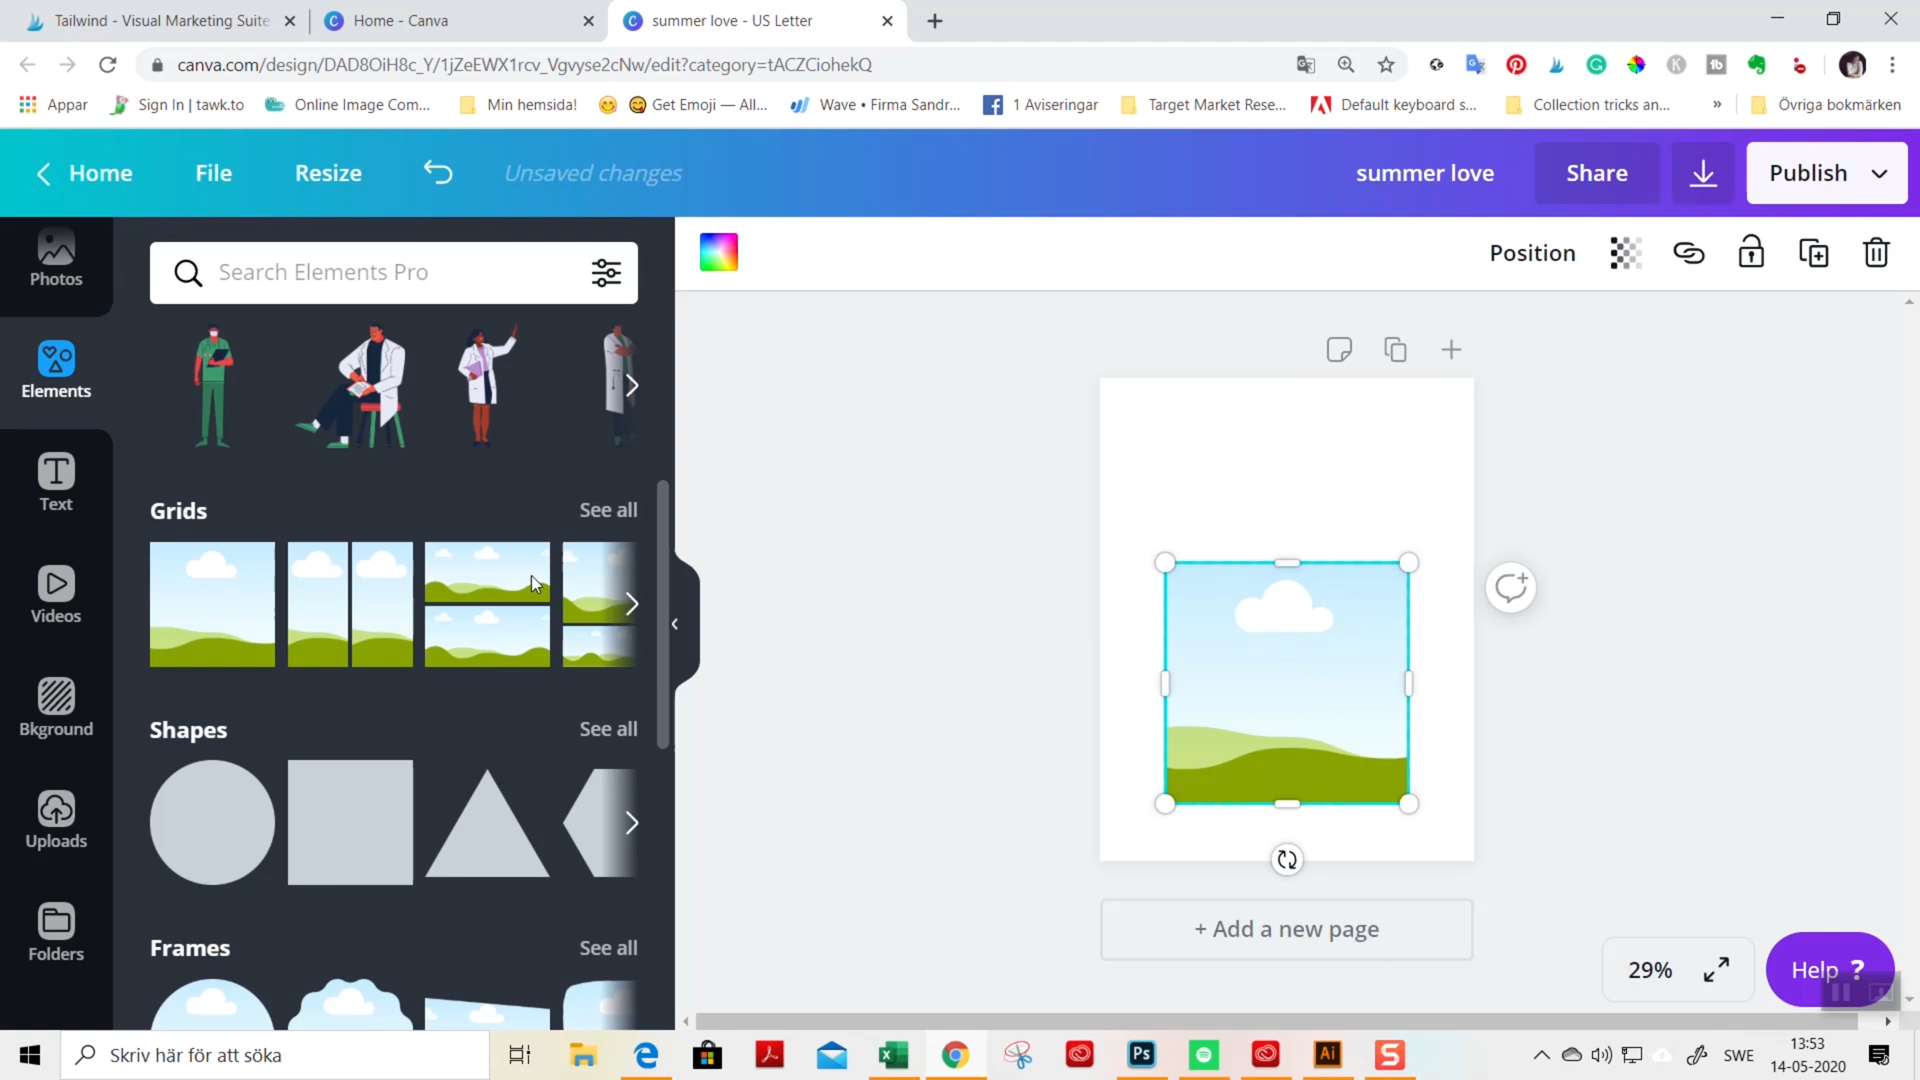 Tailwind - Visual Marketing Suite
Home - Canva
summer love - US Letter
canva.com/design/DAD8OiH8c_Y/1jZeEWX1rcv_Vgvyse2cNw/edit?category=tACZCiohekQ
Appar
Sign In | tawk.to
Online Image Com...
Min hemsida!
Get Emoji — All...
Wave • Firma Sandr...
1 Aviseringar
Target Market Rese...
Default keyboard s...
Collection tricks an...
»
Övriga bokmärken
Home
File
Resize
Unsaved changes
summer love
Share
Publish
Photos
Elements
Text
Videos
Bkground
Uploads
Folders
Search Elements Pro
Grids
See all
Shapes
See all
Frames
See all
Position
+ Add a new page
29%
Help ?
Skriv här för att söka
Ps
Ai
S
SWE
13:53
14-05-2020